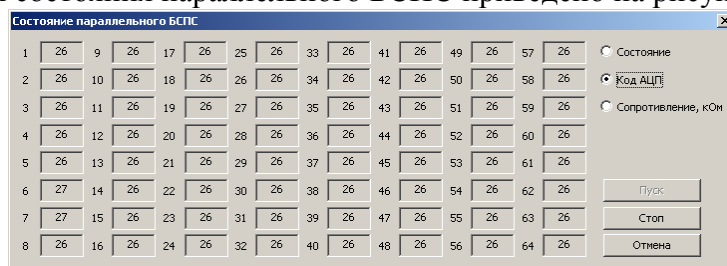 состояния параллельного БСПС приведено на рису
Состояние параллельного БСПС
1 26 9 26 17 26 25 26 33 26 41 26 49 26 57 26 Состояние
2 26 10 26 18 26 26 26 34 26 42 26 50 26 58 26 Код АЦП
3 26 11 26 19 26 27 26 35 26 43 26 51 26 59 26 Сопротивление, кОм
4 26 12 26 20 26 28 26 36 26 44 26 52 26 60 26
5 26 13 26 21 26 29 26 37 26 45 26 53 26 61 26
6 27 14 26 22 26 30 26 38 26 46 26 54 26 62 26 Пуск
7 27 15 26 23 26 31 26 39 26 47 26 55 26 63 26 Стоп
8 26 16 26 24 26 32 26 40 26 48 26 56 26 64 26 Отмена